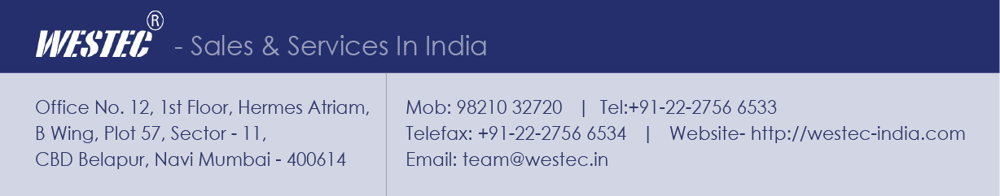 WESTEC® - Sales & Services In India
Office No. 12, 1st Floor, Hermes Atriam,
B Wing, Plot 57, Sector - 11,
CBD Belapur, Navi Mumbai - 400614
Mob: 98210 32720 | Tel:+91-22-2756 6533
Telefax: +91-22-2756 6534 | Website- http://westec-india.com
Email: team@westec.in